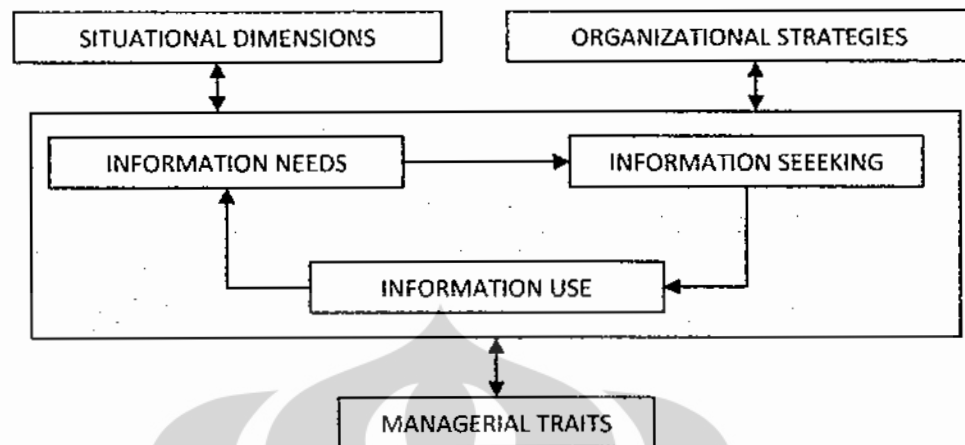 SITUATIONAL DIMENSIONS
ORGANIZATIONAL STRATEGIES
INFORMATION NEEDS
INFORMATION SEEEKING
INFORMATION USE
MANAGERIAL TRAITS